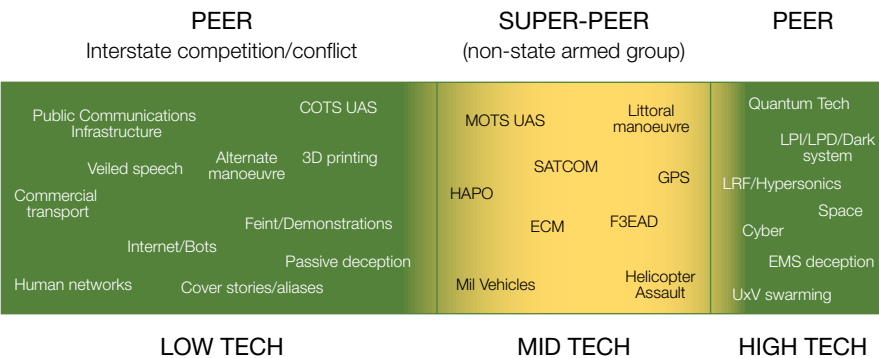 PEER
Interstate competition/conflict
SUPER-PEER
(non-state armed group)
PEER
Public Communications
Infrastructure
COTS UAS
Veiled speech
Alternate
manoeuvre
3D printing
Commercial
transport
Feint/Demonstrations
Internet/Bots
Passive deception
Human networks
Cover stories/aliases
MOTS UAS
Littoral
manoeuvre
SATCOM
GPS
HAPO
ECM
F3EAD
Mil Vehicles
Helicopter
Assault
Quantum Tech
LPI/LPD/Dark
system
LRF/Hypersonics
Space
Cyber
EMS deception
UxV swarming
LOW TECH
MID TECH
HIGH TECH